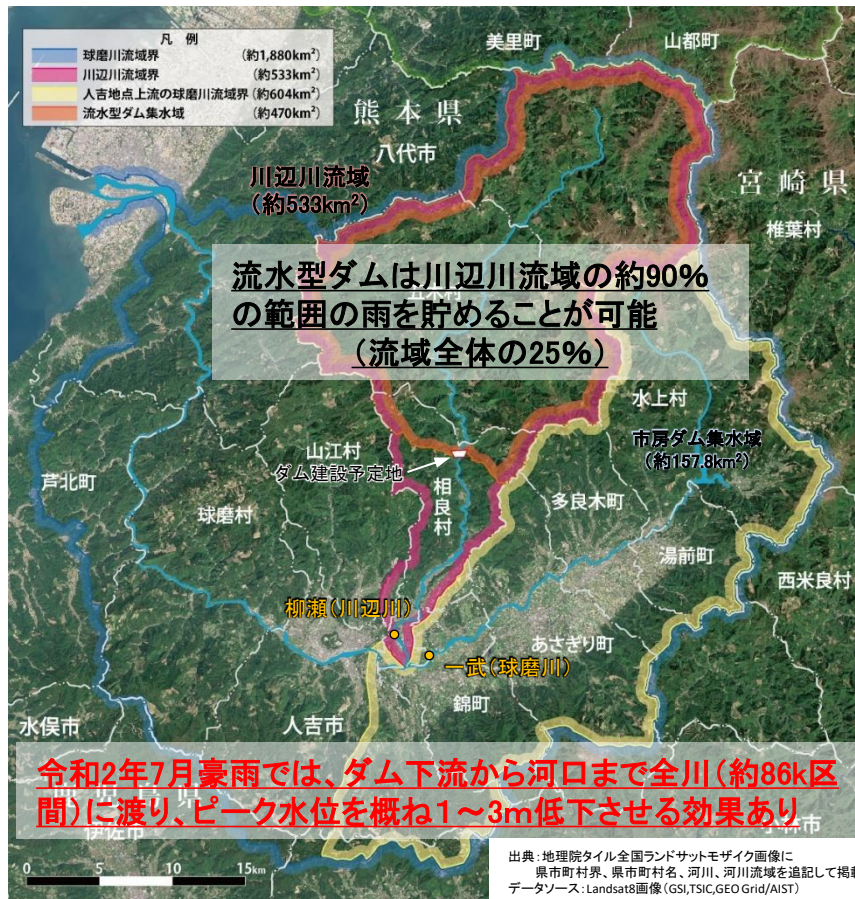 凡 例
球磨川流域界 (約1,880km²)
川辺川流域界 (約533km²)
人吉地点上流の球磨川流域界(約604km²)
流水型ダム集水域 (約470km²)
美里町
山都町
熊本県
八代市
宮崎県
椎葉村
川辺川流域
(約533km²)
流水型ダムは川辺川流域の約90%
の範囲の雨を貯めることが可能
(流域全体の25%)
水上村
市房ダム集水域
(約157.8km²)
山江村
ダム建設予定地
芦北町
球磨村
相良村
多良木町
湯前町
西米良村
柳瀬(川辺川)
あさぎり町
一武(球磨川)
錦町
水俣市
人吉市
令和2年7月豪雨では、ダム下流から河口まで全川(約86k区
間)に渡り、ピーク水位を概ね1~3m低下させる効果あり
伊佐市
小林市
0 5 10 15km
出典:地理院タイル全国ランドサットモザイク画像に
県市町村界、県市町村名、河川、河川流域を追記して掲載
データソース:Landsat8画像(GSI,TSIC,GEO Grid/AIST)